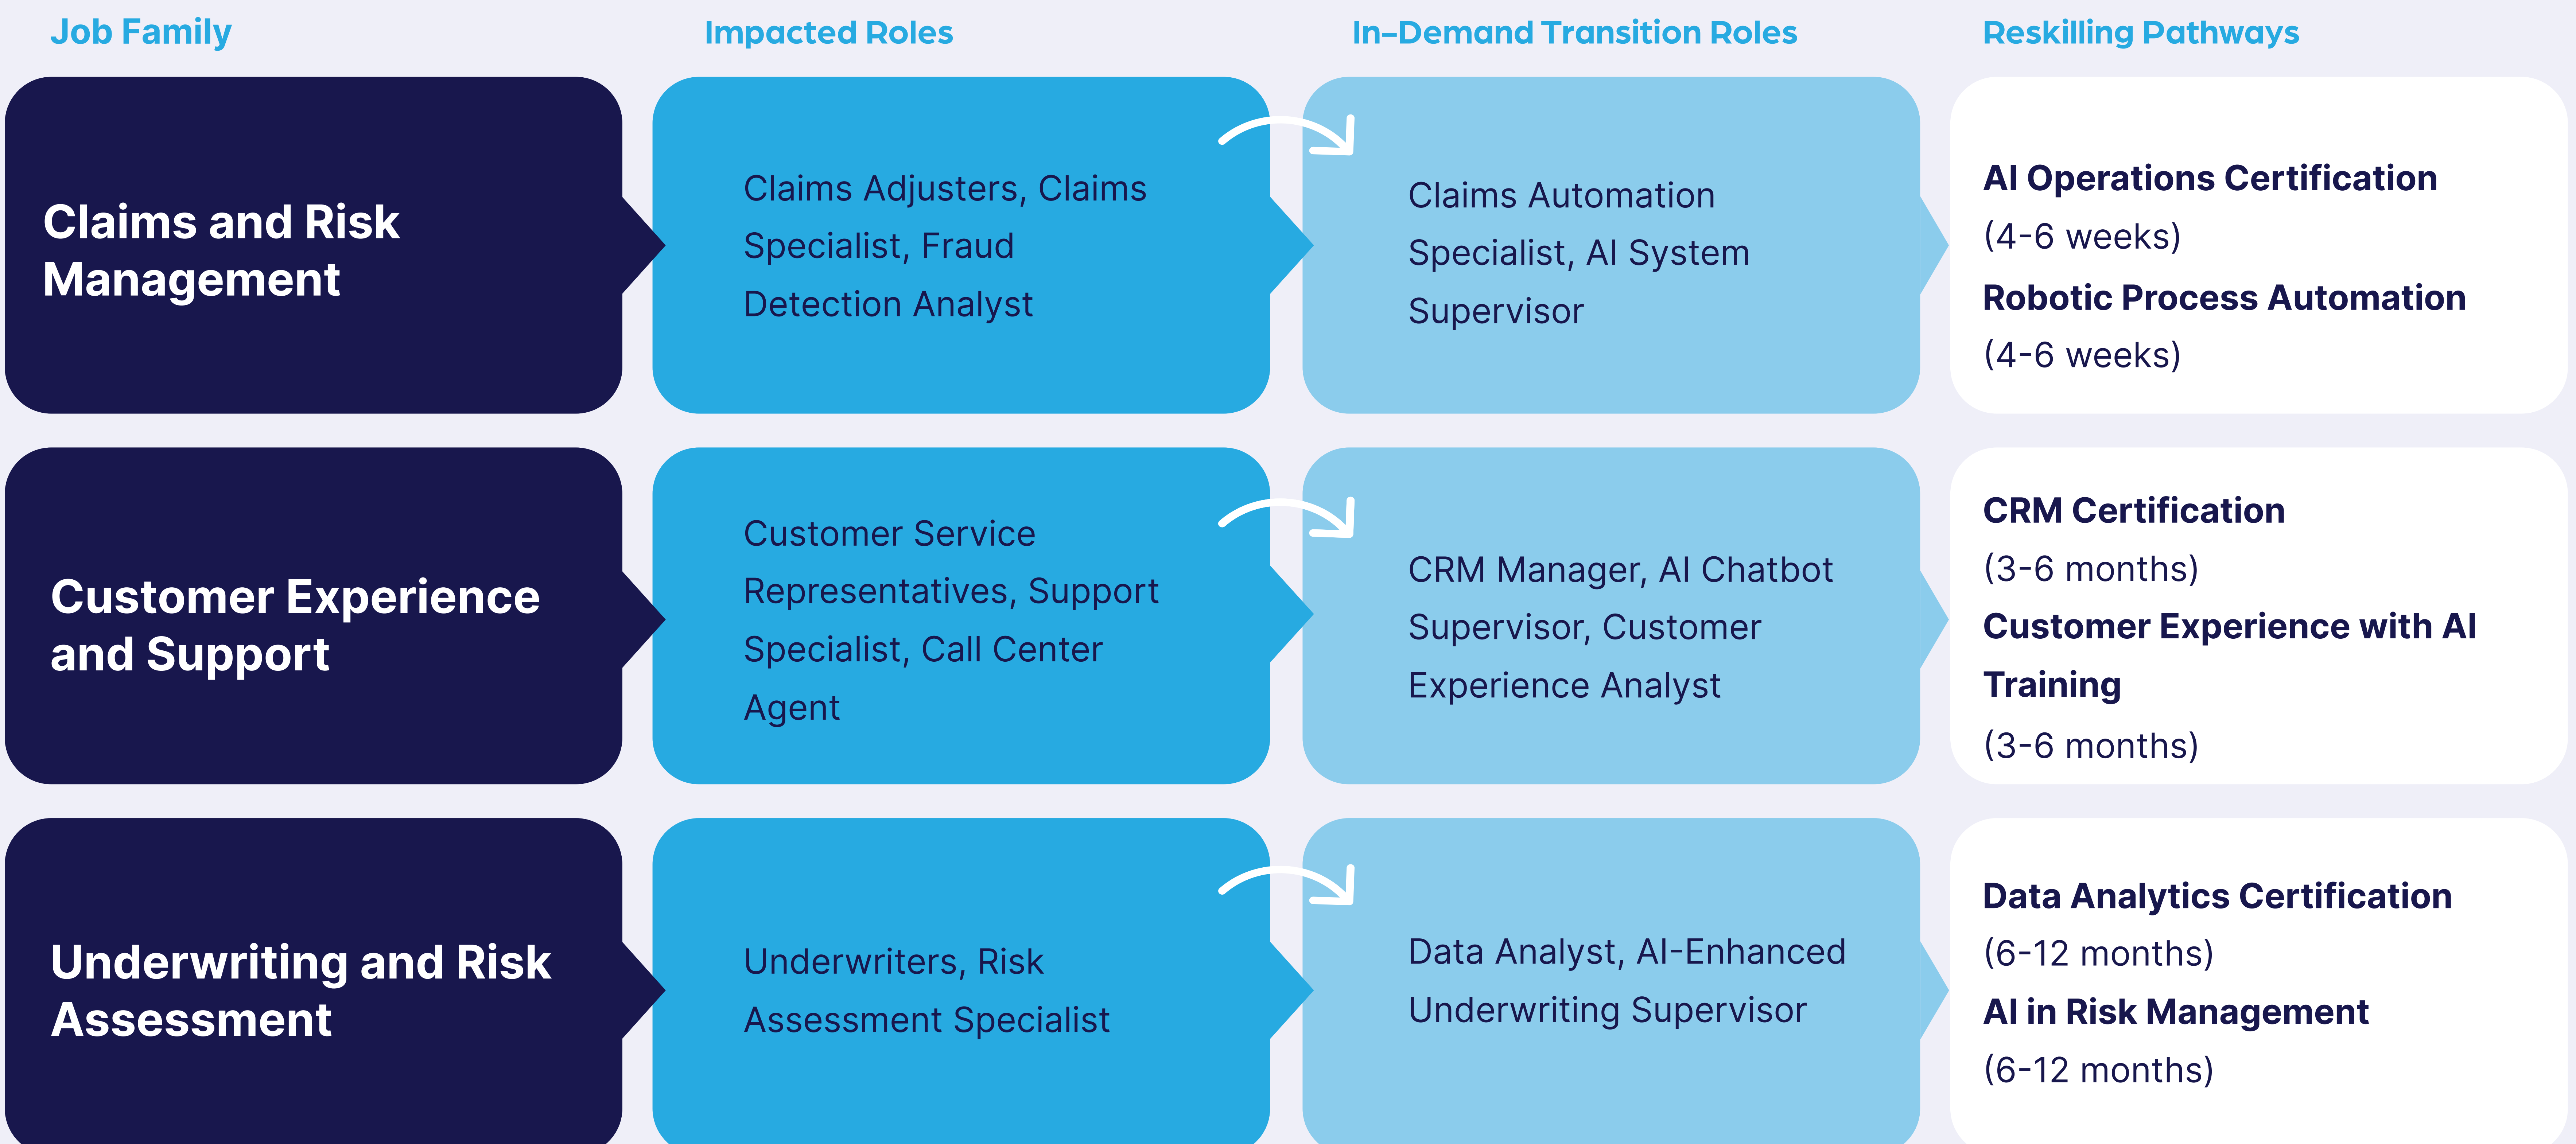 Job Family
Impacted Roles
In-Demand Transition Roles
Reskilling Pathways
Claims and Risk
Management
Claims Adjusters, Claims
Specialist, Fraud
Detection Analyst
Claims Automation
Specialist, AI System
Supervisor
AI Operations Certification
(4-6 weeks)
Robotic Process Automation
(4-6 weeks)
Customer Experience
and Support
Customer Service
Representatives, Support
Specialist, Call Center
Agent
CRM Manager, AI Chatbot
Supervisor, Customer
Experience Analyst
CRM Certification
(3-6 months)
Customer Experience with AI
Training
(3-6 months)
Underwriting and Risk
Assessment
Underwriters, Risk
Assessment Specialist
Data Analyst, AI-Enhanced
Underwriting Supervisor
Data Analytics Certification
(6-12 months)
AI in Risk Management
(6-12 months)